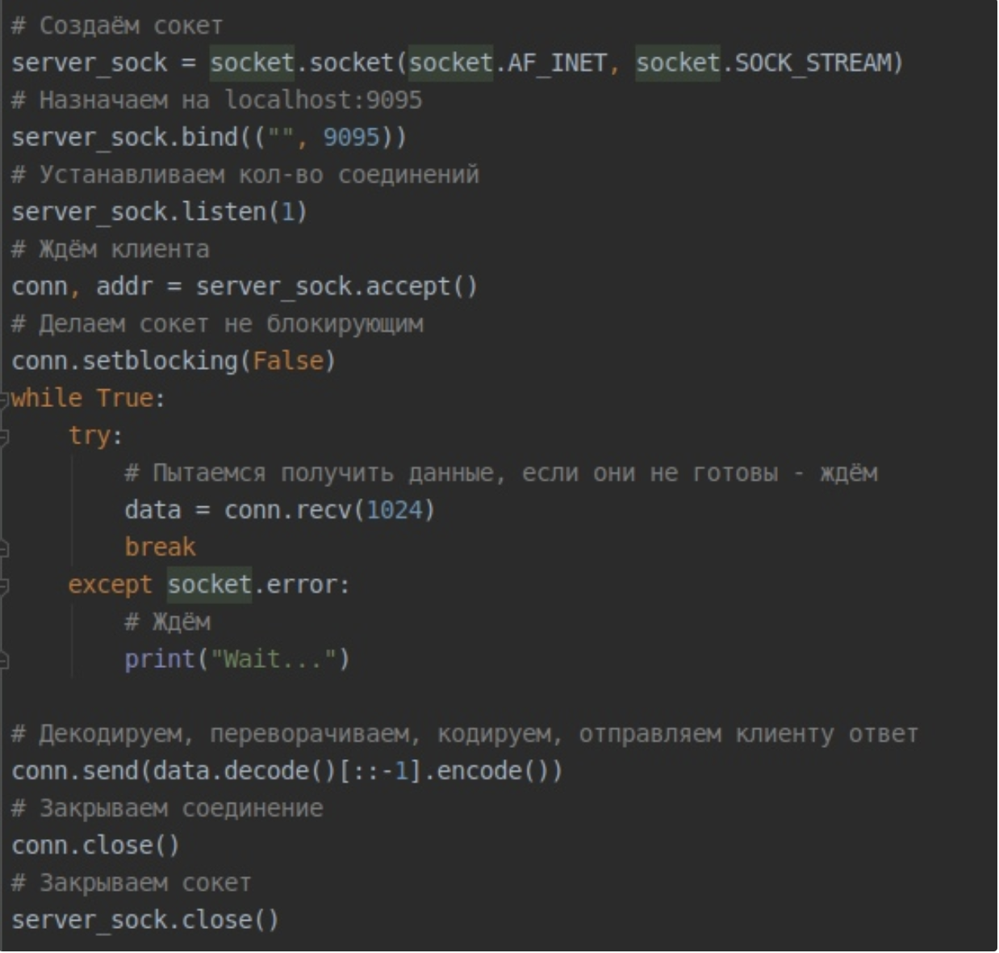 # Создаём сокет
server_sock = socket.socket(socket.AF_INET, socket.SOCK_STREAM)
# Назначаем на localhost:9095
server_sock.bind(("", 9095))
# Устанавливаем кол-во соединений
server_sock.listen(1)
# Ждём клиента
conn, addr = server_sock.accept()
# Делаем сокет не блокирующим
conn.setblocking(False)
while True:
    try:
        # Пытаемся получить данные, если они не готовы - ждём
        data = conn.recv(1024)
        break
    except socket.error:
        # Ждём
        print("Wait...")
# Декодируем, переворачиваем, кодируем, отправляем клиенту ответ
conn.send(data.decode()[::-1].encode())
# Закрываем соединение
conn.close()
# Закрываем сокет
server_sock.close()